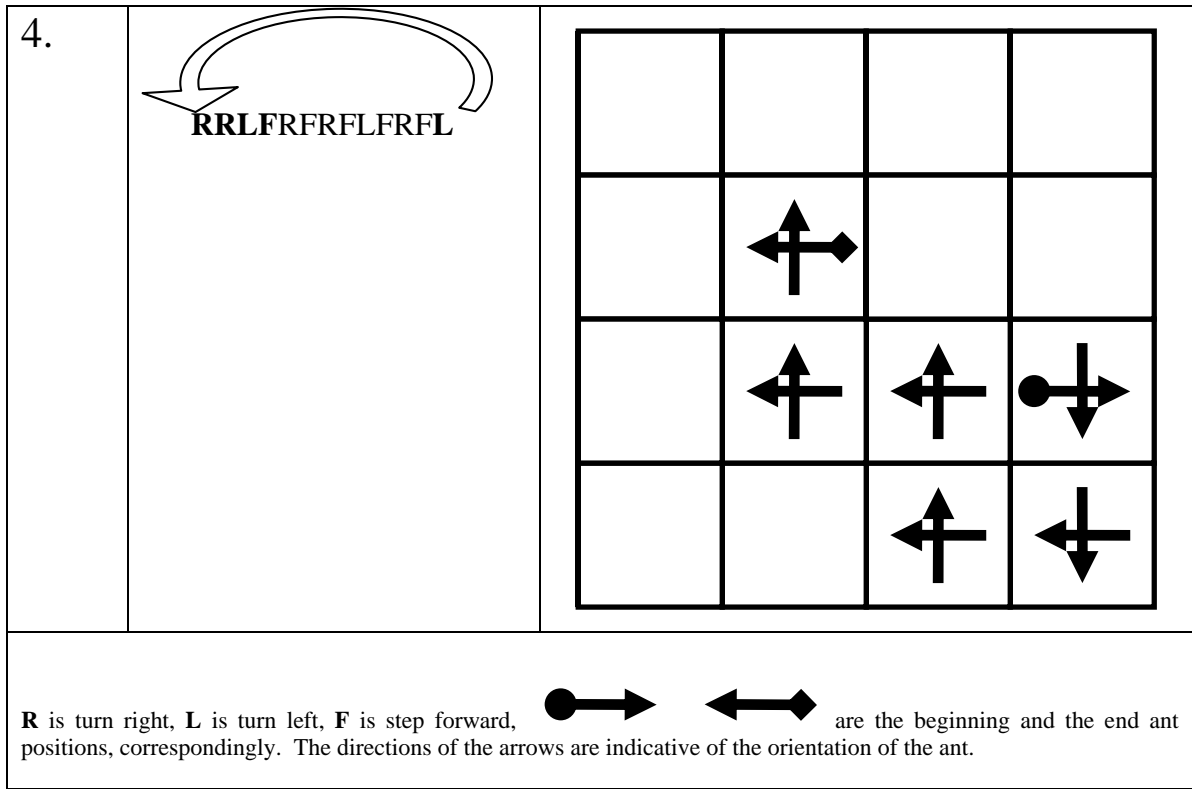 4.
RRLFRFRFLFRFL
R is turn right, L is turn left, F is step forward, are the beginning and the end ant
positions, correspondingly. The directions of the arrows are indicative of the orientation of the ant.